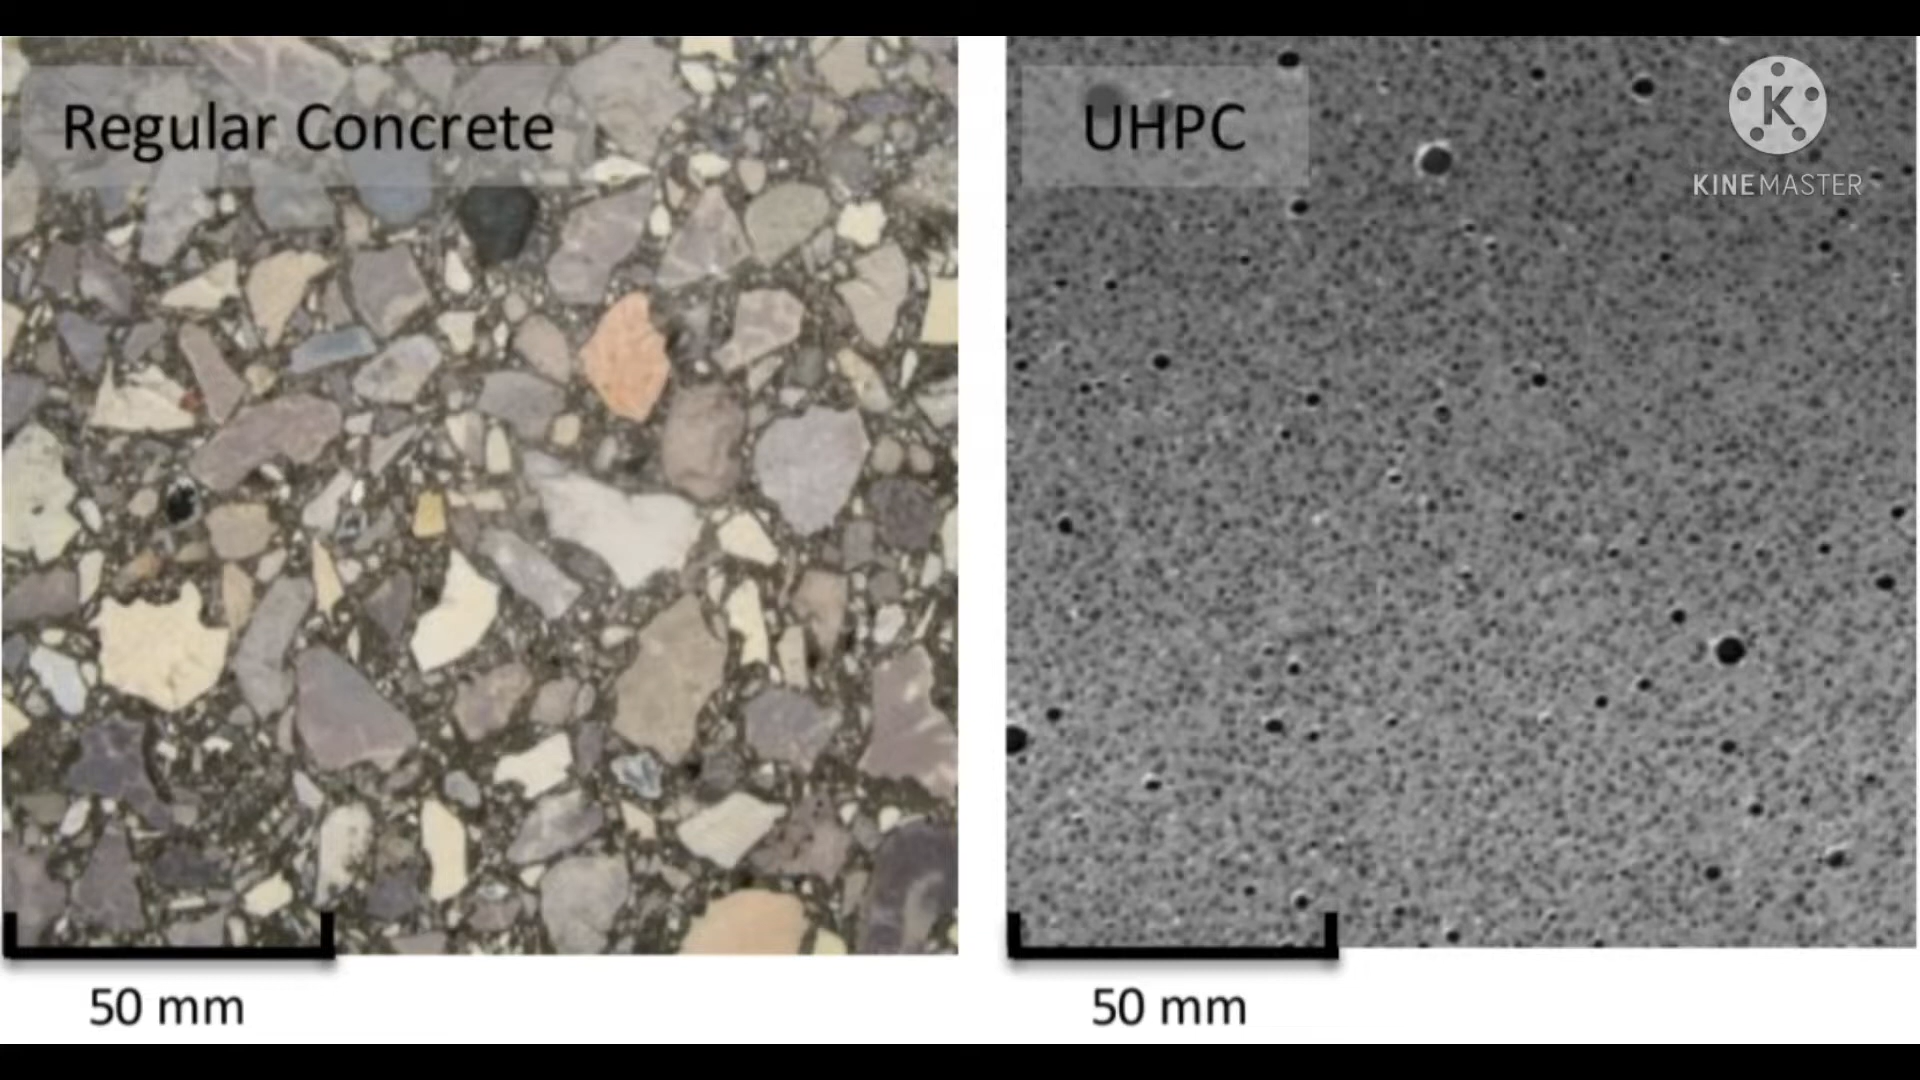 Regular Concrete
UHPC
K
KINEMASTER
50 mm
50 mm